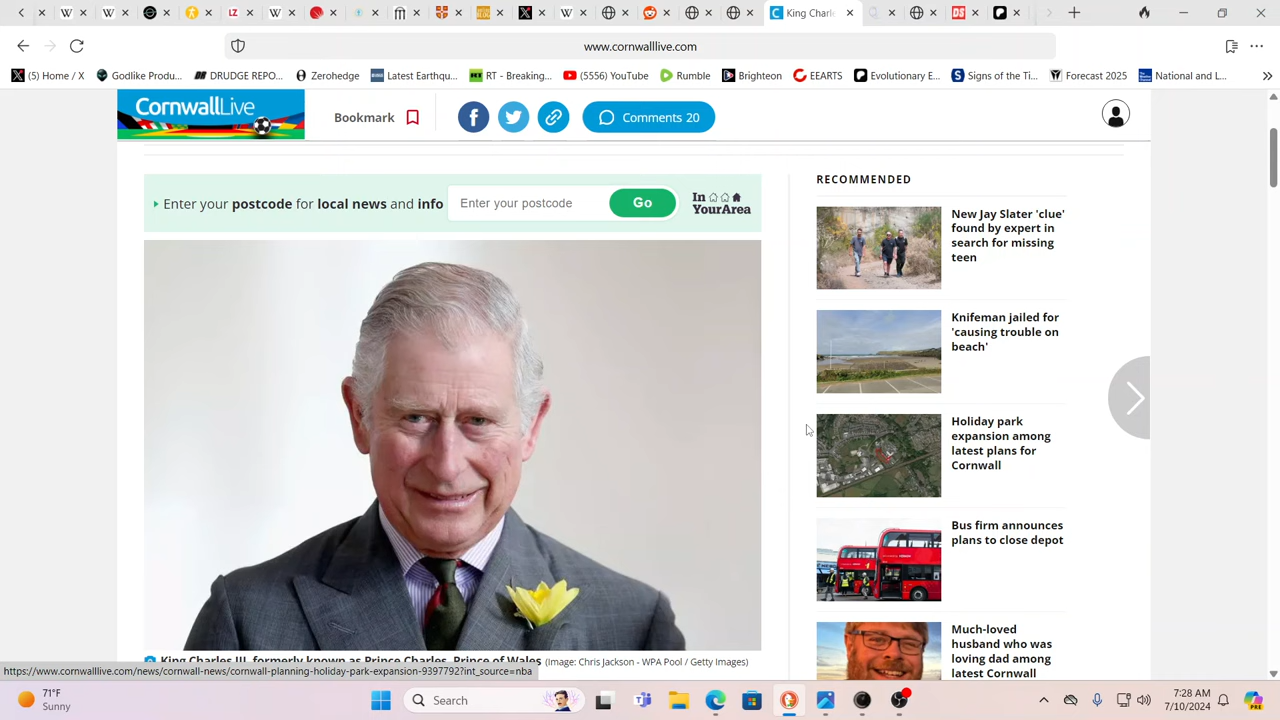 King Charl
www.cornwalllive.com
(5) Home / X
Godlike Produ...
DRUDGE REPO...
Zerohedge
Latest Earthqu...
RT - Breaking...
(5556) YouTube
Rumble
Brighteon
EEARTS
Evolutionary E...
Signs of the Ti...
Forecast 2025
National and L...
CornwallLive
Bookmark
Comments 20
Enter your postcode for local news and info
Enter your postcode
Go
In
YourArea
RECOMMENDED
New Jay Slater 'clue'
found by expert in
search for missing
teen
Knifeman jailed for
'causing trouble on
beach'
Holiday park
expansion among
latest plans for
Cornwall
Bus firm announces
plans to close depot
Much-loved
husband who was
loving dad among
latest Cornwall
King Charles III, formerly known as Prince Charles, Prince of Wales (Image: Chris Jackson - WPA Pool / Getty Images)
https://www.cornwalllive.com/news/cornwall-news/cornwall-planning-holiday-park-expansion-9397792?int_source=nba
71°F
Sunny
Search
7:28 AM
7/10/2024